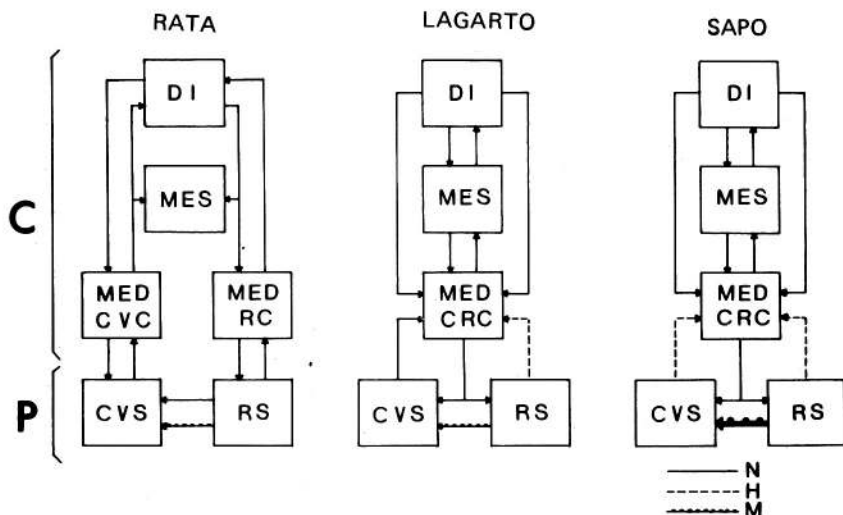 RATA
LAGARTO
SAPO
C
P
DI
MES
MED
CVC
MED
RC
CVS
RS
DI
MES
MED
CRC
CVS
RS
DI
MES
MED
CRC
CVS
RS
N
H
M